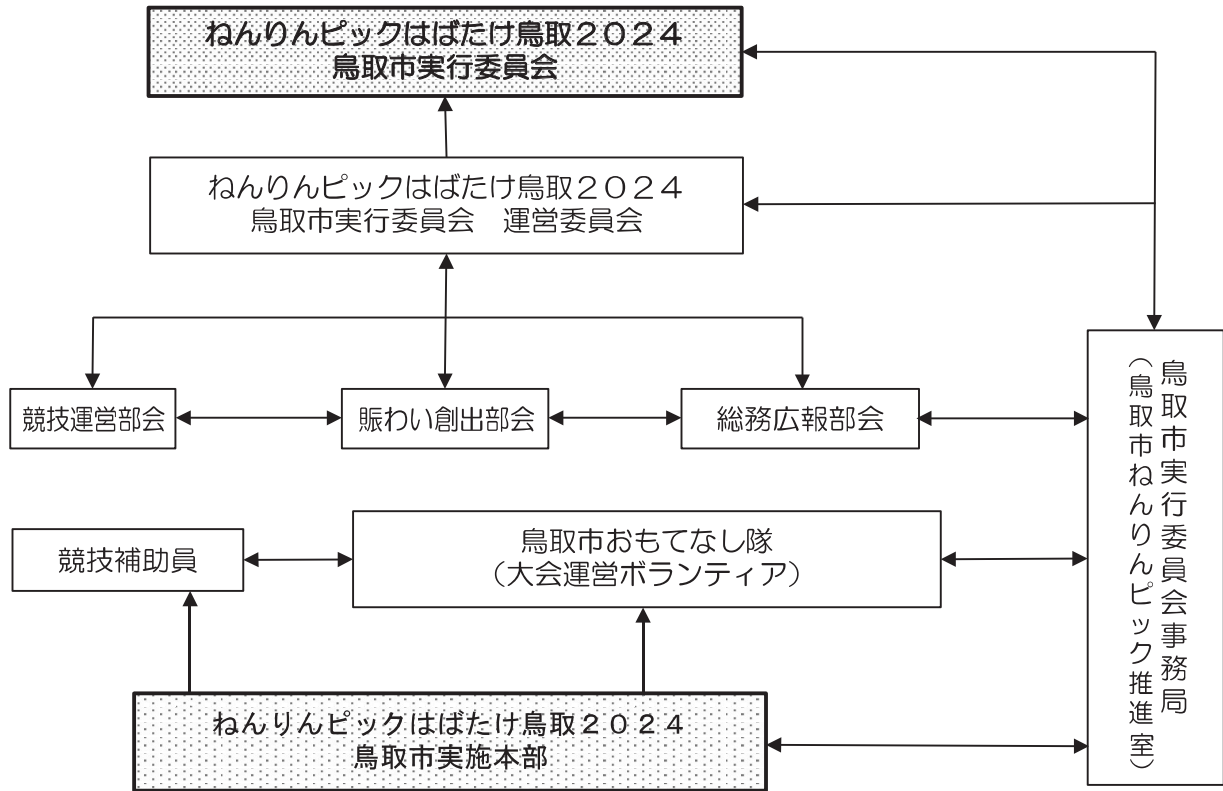 ねんりんピックはばたけ鳥取２０２４
鳥取市実行委員会
ねんりんピックはばたけ鳥取２０２４
鳥取市実行委員会　運営委員会
競技運営部会
賑わい創出部会
総務広報部会
鳥取市実行委員会事務局
（鳥取市ねんりんピック推進室）
競技補助員
鳥取市おもてなし隊
（大会運営ボランティア）
ねんりんピックはばたけ鳥取２０２４
鳥取市実施本部